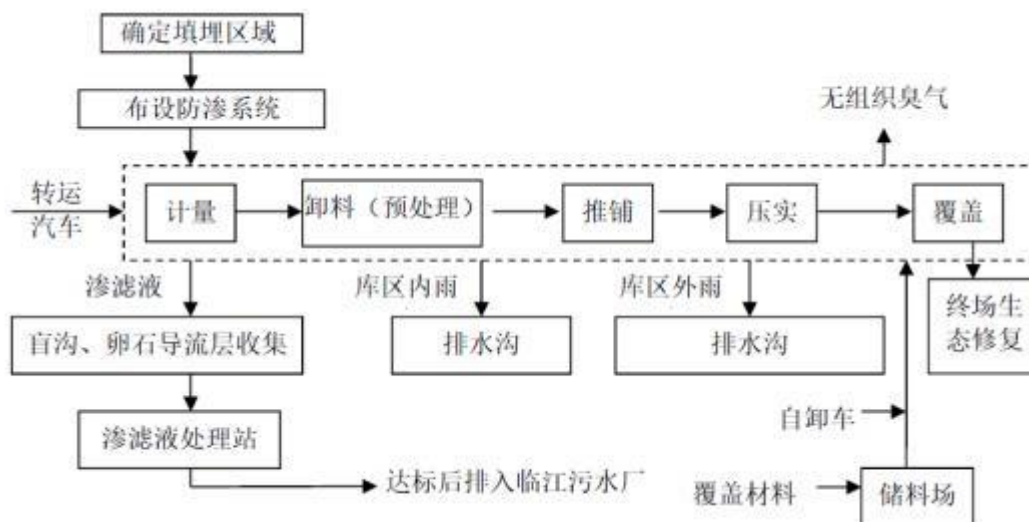 确定填埋区域
布设防渗系统
无组织臭气
转运
汽车
计量
卸料（预处理）
推铺
压实
覆盖
渗滤液
库区内雨
库区外雨
盲沟、卵石导流层收集
排水沟
排水沟
终场生
态修复
渗滤液处理站
自卸车
达标后排入临江污水厂
覆盖材料
储料场